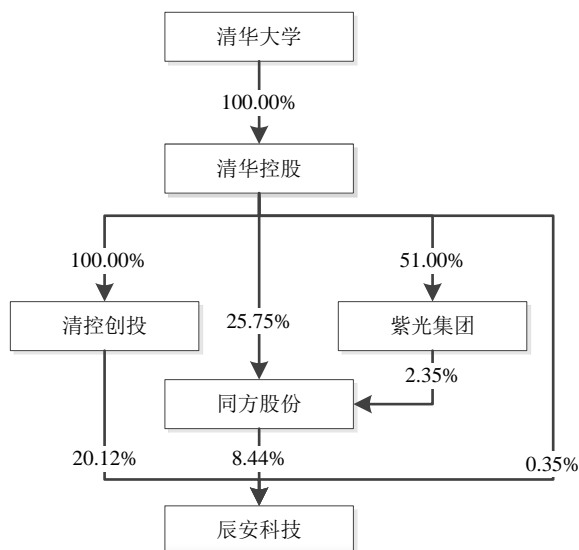 清华大学
100.00%
清华控股
100.00%
51.00%
清控创投
25.75%
紫光集团
2.35%
同方股份
20.12%
8.44%
0.35%
辰安科技